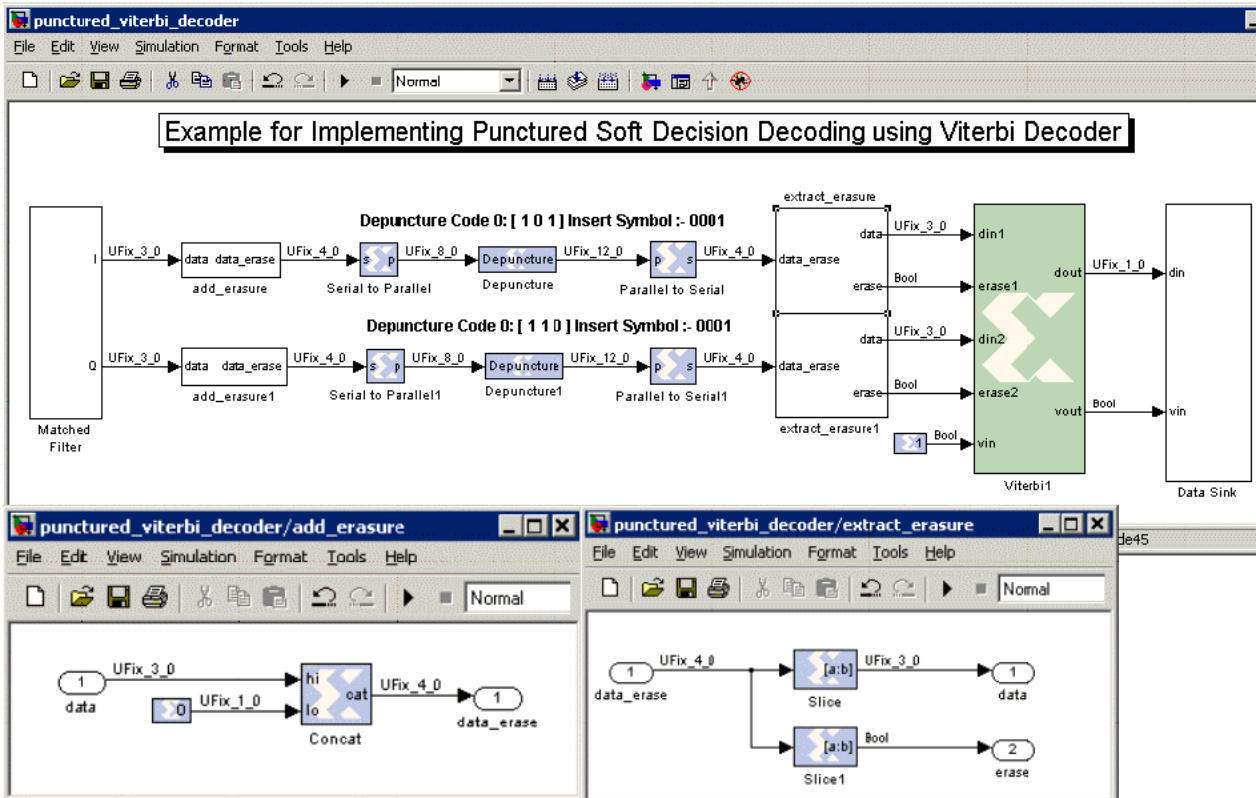 punctured_viterbi_decoder
File Edit View Simulation Format Tools Help
Normal
Example for Implementing Punctured Soft Decision Decoding using Viterbi Decoder
extract_erasure
Depuncture Code 0: [ 1 0 1 ] Insert Symbol :- 0001
I UFix_3_0 data data_erase UFix_4_0 s p UFix_8_0 Depuncture UFix_12_0 p s UFix_4_0 data_erase data UFix_3_0 din1
add_erasure Serial to Parallel Depuncture Parallel to Serial erase Bool erase1
dout UFix_1_0 din
Depuncture Code 0: [ 1 1 0 ] Insert Symbol :- 0001
data UFix_3_0 din2
Q UFix_3_0 data data_erase UFix_4_0 s p UFix_8_0 Depuncture UFix_12_0 p s UFix_4_0 data_erase
add_erasure1 Serial to Parallel1 Depuncture1 Parallel to Serial1 erase Bool erase2
vout Bool vin
Matched
Filter
extract_erasure1
1 Bool vin
Viterbi1
Data Sink
de45
punctured_viterbi_decoder/add_erasure
File Edit View Simulation Format Tools Help
Normal
1 UFix_3_0 hi
data
0 UFix_1_0 lo
cat UFix_4_0 1
Concat
data_erase
punctured_viterbi_decoder/extract_erasure
File Edit View Simulation Format Tools Help
Normal
1 UFix_4_0 [a:b] UFix_3_0 1
data_erase Slice data
[a:b] Bool 2
Slice1 erase